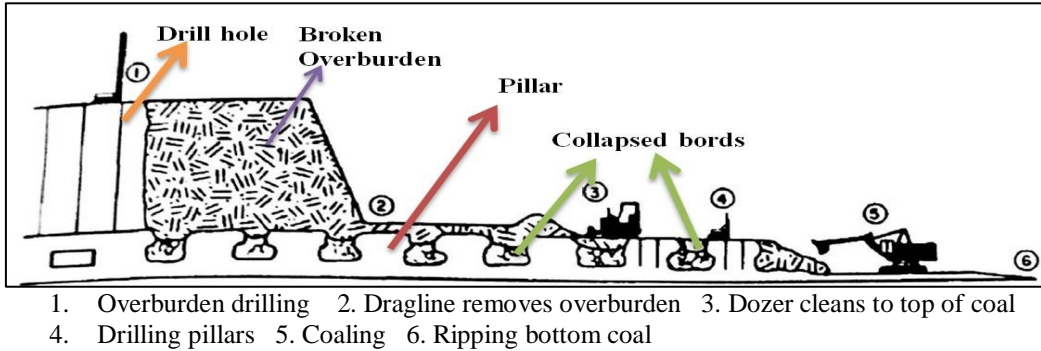 Drill hole
Broken
Overburden
①
Pillar
Collapsed bords
②
③
④
⑤
⑥
1. Overburden drilling 2. Dragline removes overburden 3. Dozer cleans to top of coal
4. Drilling pillars 5. Coaling 6. Ripping bottom coal